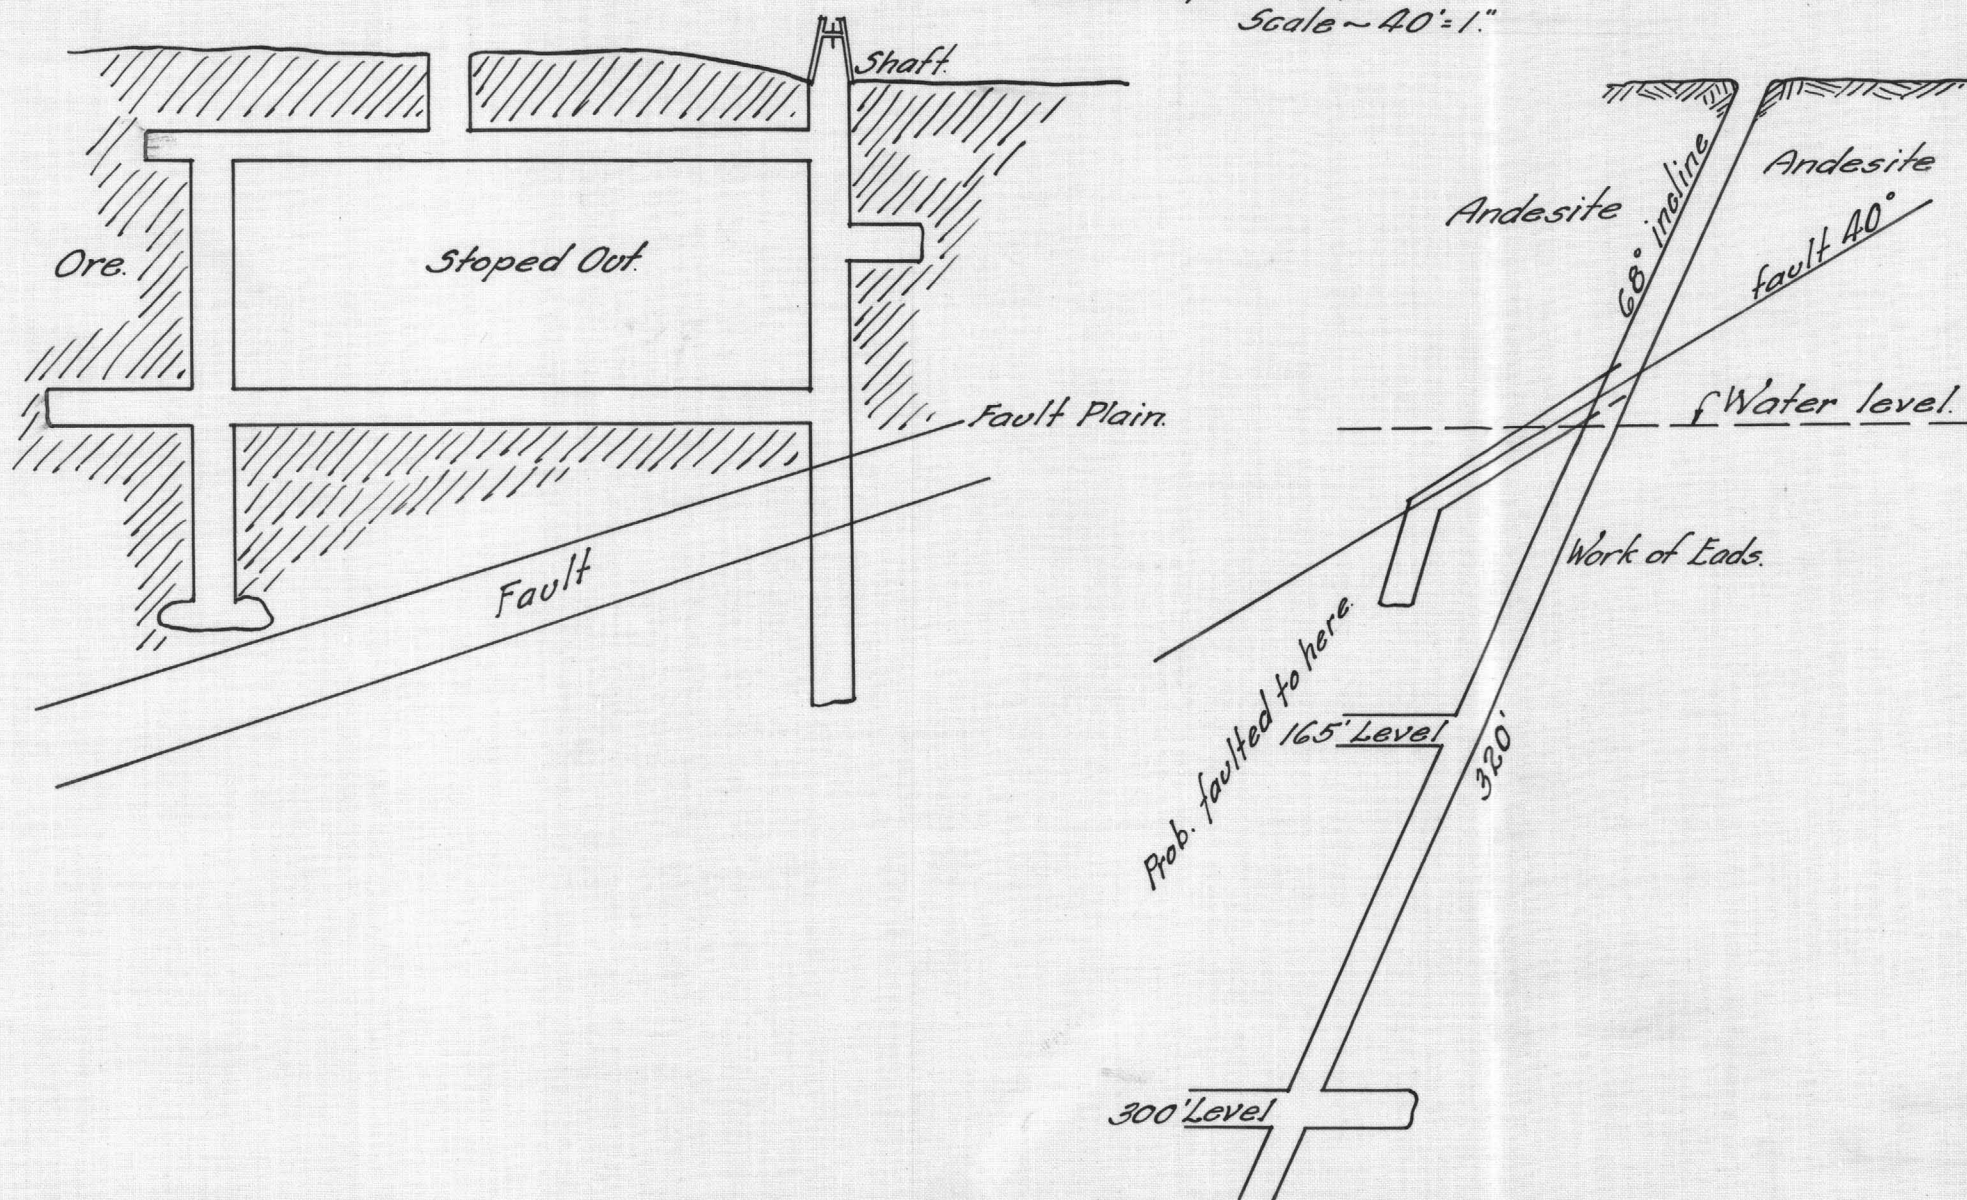 Scale ~ 40' = 1."
Shaft.
Ore.
Stoped Out.
Fault Plain.
Fault
Andesite
68° incline
Andesite
fault 40°
Water level.
Work of Eads.
Prob. faulted to here.
165' Level
320'
300' Level